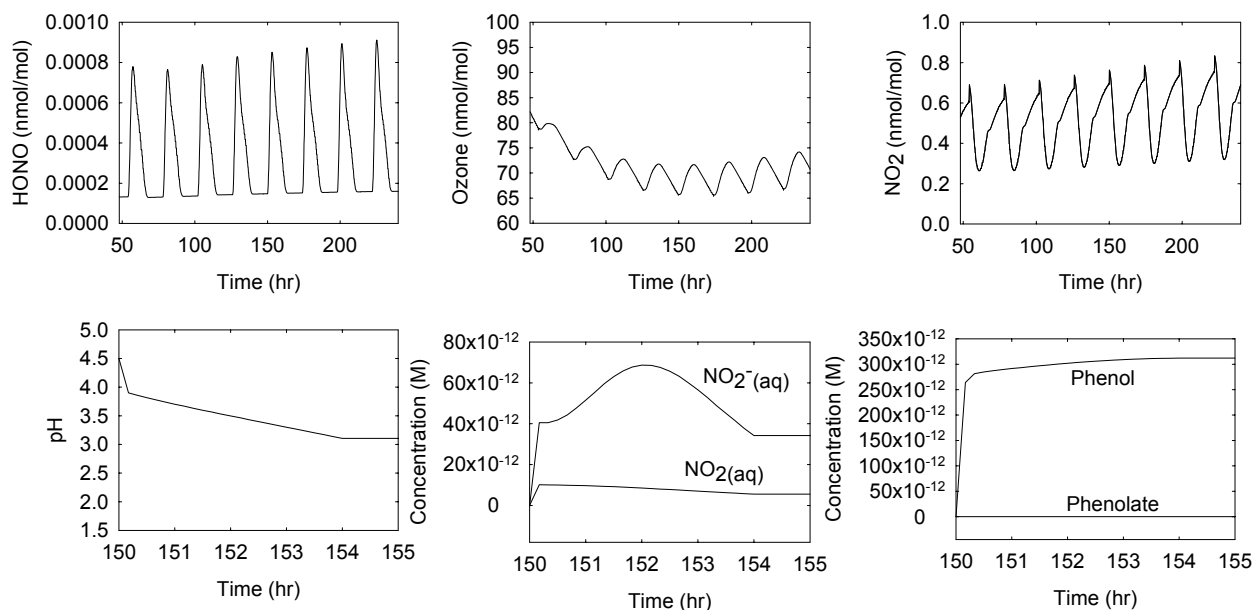 HONO (nmol/mol)
0.0010
0.0008
0.0006
0.0004
0.0002
0.0000
50 100 150 200
Time (hr)
Ozone (nmol/mol)
100
95
90
85
80
75
70
65
60
50 100 150 200
Time (hr)
NO2 (nmol/mol)
1.0
0.8
0.6
0.4
0.2
0.0
50 100 150 200
Time (hr)
pH
5.0
4.5
4.0
3.5
3.0
2.5
2.0
1.5
150 151 152 153 154 155
Time (hr)
Concentration (M)
80x10-12
60x10-12
40x10-12
20x10-12
0
NO2-(aq)
NO2(aq)
150 151 152 153 154 155
Time (hr)
Concentration (M)
350x10-12
300x10-12
250x10-12
200x10-12
150x10-12
100x10-12
50x10-12
0
Phenol
Phenolate
150 151 152 153 154 155
Time (hr)